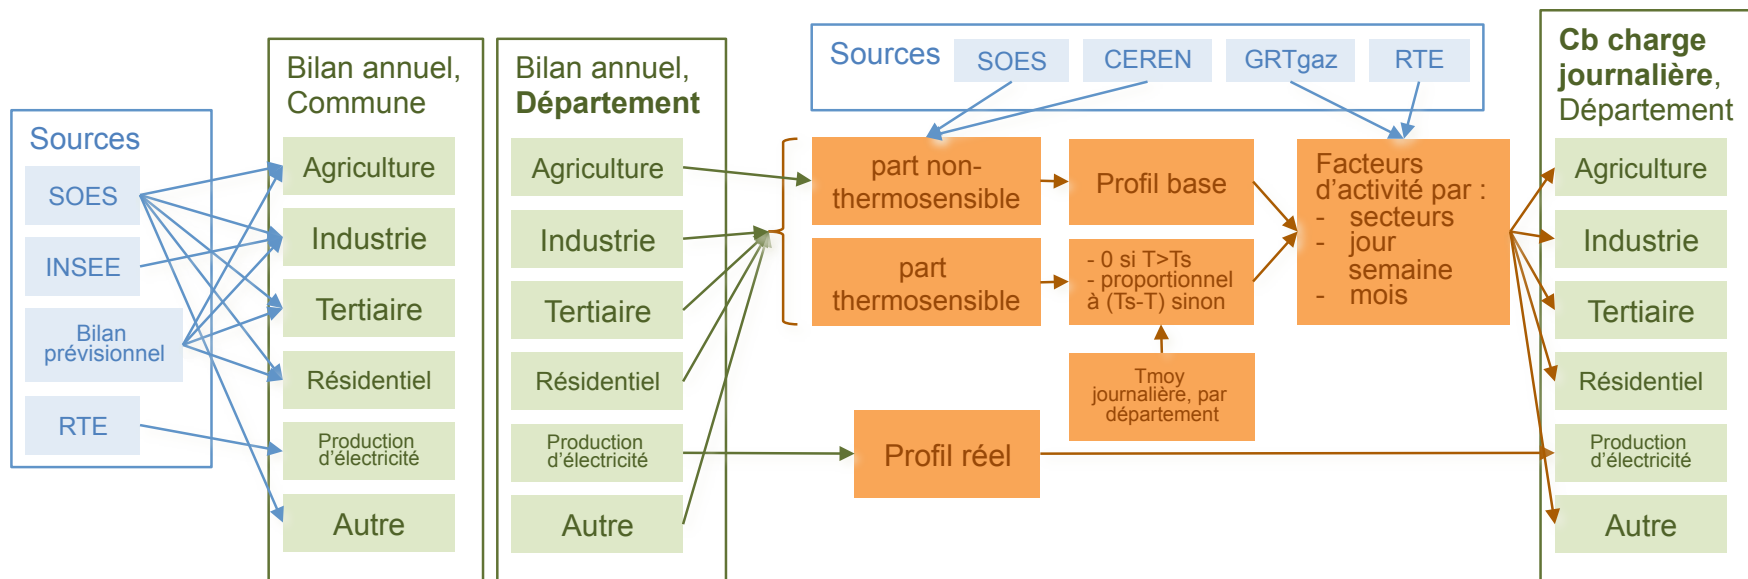 Sources
SOES
INSEE
Bilan
prévisionnel
RTE
Bilan annuel,
Commune
Agriculture
Industrie
Tertiaire
Résidentiel
Production
d'électricité
Autre
Bilan annuel,
Département
Agriculture
Industrie
Tertiaire
Résidentiel
Production
d'électricité
Autre
Sources
SOES
CEREN
GRTgaz
RTE
part non-
thermosensible
part
thermosensible
Profil base
- 0 si T>Ts
- proportionnel
à (Ts-T) sinon
Tmoy
journalière, par
département
Profil réel
Facteurs
d'activité par :
- secteurs
- jour
semaine
- mois
Cb charge
journalière,
Département
Agriculture
Industrie
Tertiaire
Résidentiel
Production
d'électricité
Autre